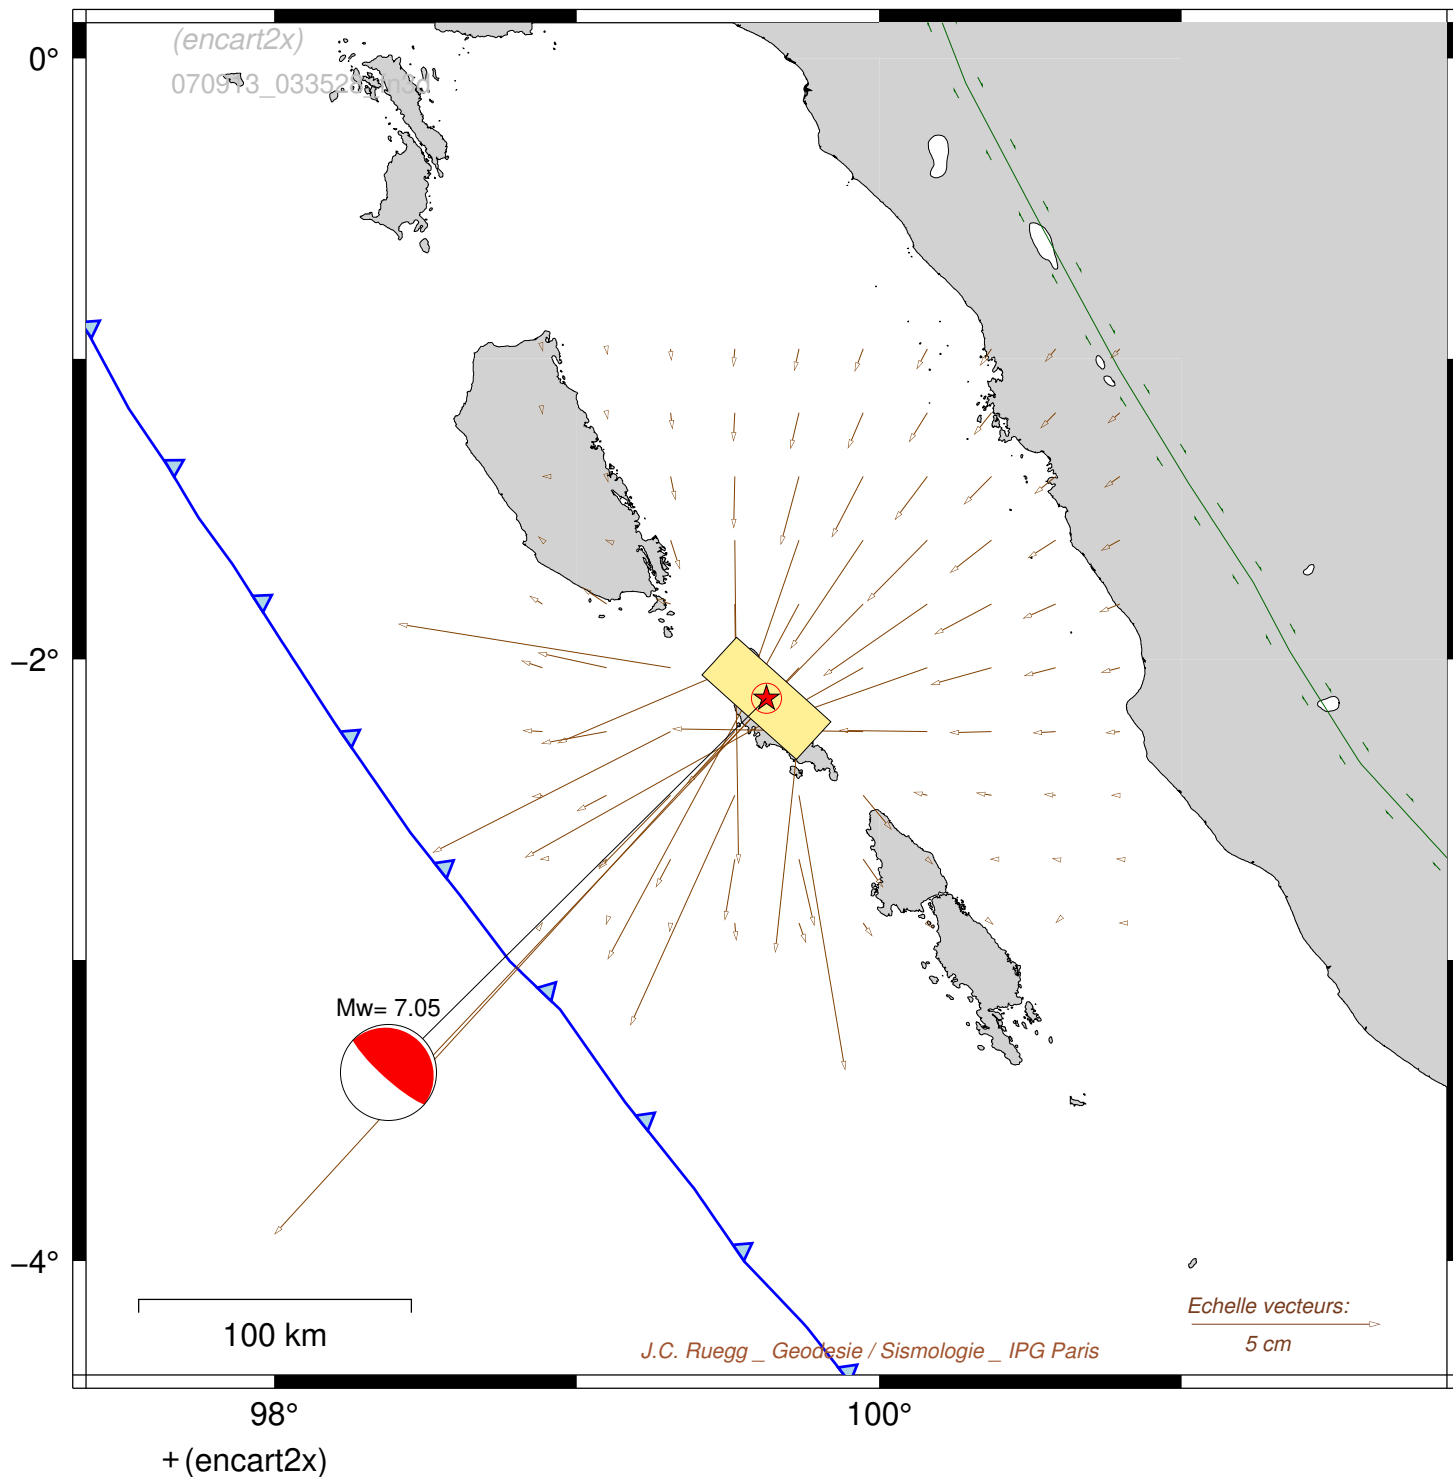 (encart2x)
0°
−2°
Mw= 7.05
−4°
Echelle vecteurs:
5 cm
100 km
J.C. Ruegg _ Geodesie / Sismologie _ IPG Paris
98°
100°
+ (encart2x)